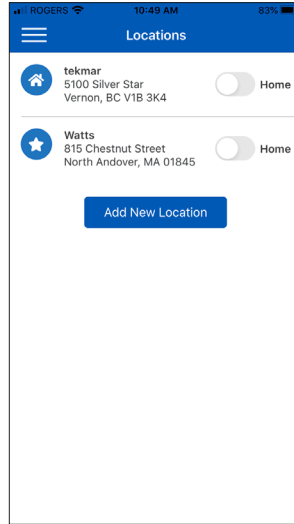 ROGERS 10:49 AM 83%
Locations
tekmar
5100 Silver Star
Vernon, BC V1B 3K4
Home
Watts
815 Chestnut Street
North Andover, MA 01845
Home
Add New Location